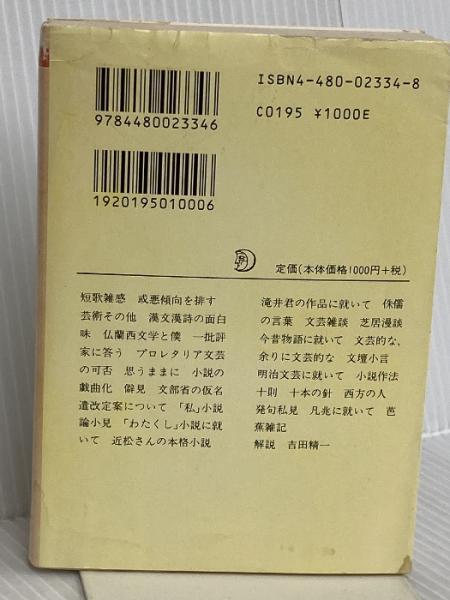 ISBN4-480-02334-8
9784480023346
C0195 ¥1000E
1920195010006
定価(本体価格1000円+税)
短歌雑感　或悪傾向を排す
芸術その他　漢文漢詩の面白
味　仏蘭西文学と僕　一批評
家に答う　プロレタリア文芸
の可否　思うままに　小説の
戯曲化　僻見　文部省の仮名
遣改定案について　「私」小説
論小見　「わたくし」小説に就
いて　近松さんの本格小説
滝井君の作品に就いて　侏儒
の言葉　文芸雑談　芝居漫談
今昔物語に就いて　文芸的な、
余りに文芸的な　文壇小言
明治文芸に就いて　小説作法
十則　十本の針　西方の人
発句私見　凡兆に就いて　芭
蕉雑記
解説　吉田精一